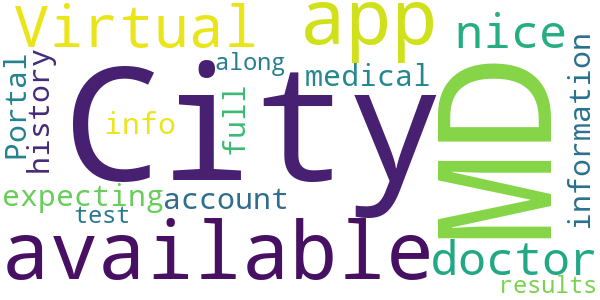 Virtual
app
nice
Portal
history
City
along
medical
MD
information
info
full
expecting
account
test
available
doctor
results